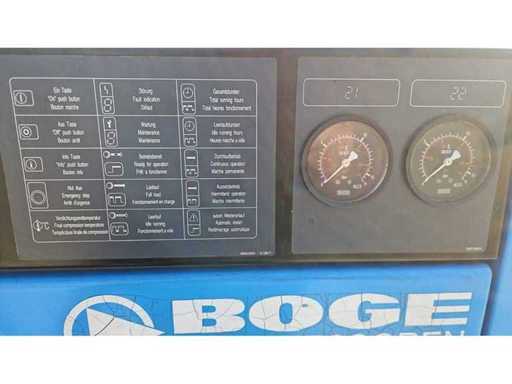 Ein Taste
"On" push button
Bouton marche
Störung
Fault indication
Défaut
Gesamtstunden
Total running hours
Total heures fonctionnement
Aus Taste
"Off" push button
Bouton arrêt
Wartung
Maintenance
Maintenance
Leerlaufstunden
Idle running hours
Heures marche à vide
Info Taste
"Info" push button
Bouton info
Betriebsbereit
Ready for operation
Prêt à fonctionner
Durchlaufbetrieb
Continuous operation
Marche permanente
Not Aus
Emergency stop
Arrêt d'urgence
Lastlauf
Full load
Fonctionnement en charge
Aussetzbetrieb
Intermittent operation
Marche intermittente
°C
Verdichtungsendtemperatur
Final compression temperature
Température finale de compression
Leerlauf
Idle running
Fonctionnement à vide
autom. Wiederanlauf
Automatic restart
Redémarrage automatique
21
22
BOGE